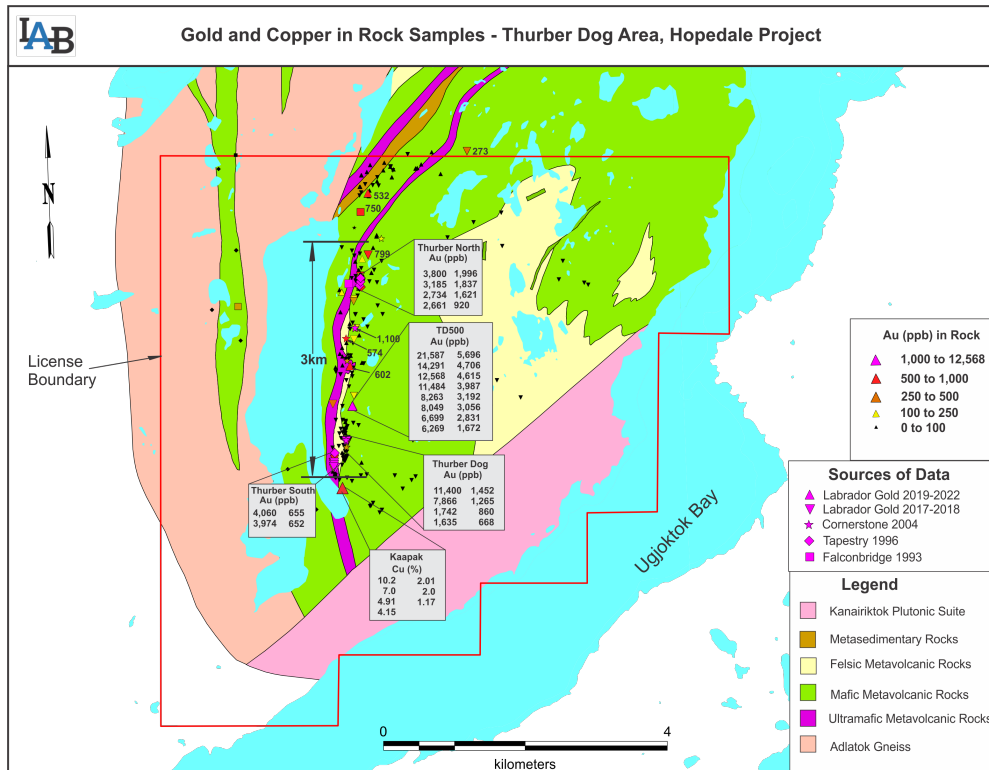 LAB
Gold and Copper in Rock Samples - Thurber Dog Area, Hopedale Project
N
273
532
750
799
Thurber North
Au (ppb)
3,800 1,996
3,185 1,837
2,734 1,621
2,661 920
1,100
574
602
3km
TD500
Au (ppb)
21,587 5,696
14,291 4,706
12,568 4,615
11,484 3,987
8,263 3,192
8,049 3,056
6,699 2,831
6,269 1,672
License
Boundary
Au (ppb) in Rock
1,000 to 12,568
500 to 1,000
250 to 500
100 to 250
0 to 100
Thurber Dog
Au (ppb)
11,400 1,452
7,866 1,265
1,742 860
1,635 668
Thurber South
Au (ppb)
4,060 655
3,974 652
Kaapak
Cu (%)
10.2 2.01
7.0 2.0
4.91 1.17
4.15
Ugjoktok Bay
Sources of Data
Labrador Gold 2019-2022
Labrador Gold 2017-2018
Cornerstone 2004
Tapestry 1996
Falconbridge 1993
Legend
Kanairiktok Plutonic Suite
Metasedimentary Rocks
Felsic Metavolcanic Rocks
Mafic Metavolcanic Rocks
Ultramafic Metavolcanic Rocks
Adlatok Gneiss
0 4
kilometers